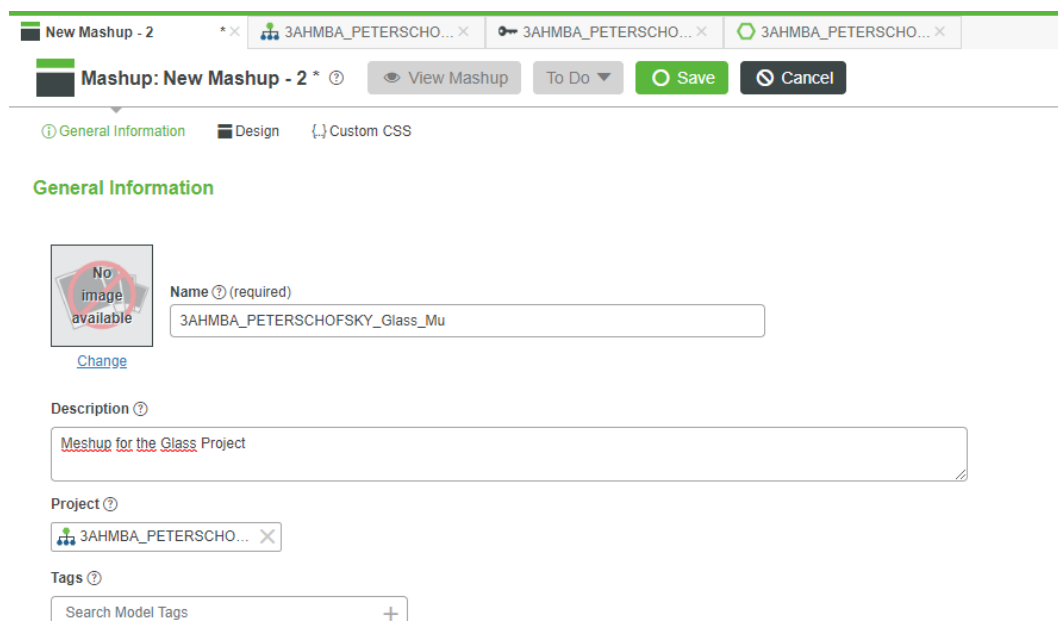 New Mashup - 2 * × 3AHMBA_PETERSCHO... × 3AHMBA_PETERSCHO... × 3AHMBA_PETERSCHO... ×
Mashup: New Mashup - 2 * ? View Mashup To Do ▼ Save Cancel
General Information Design {..} Custom CSS
General Information
No
image
available
Change
Name ? (required)
3AHMBA_PETERSCHOFSKY_Glass_Mu
Description ?
Meshup for the Glass Project
Project ?
3AHMBA_PETERSCHO... ×
Tags ?
Search Model Tags +